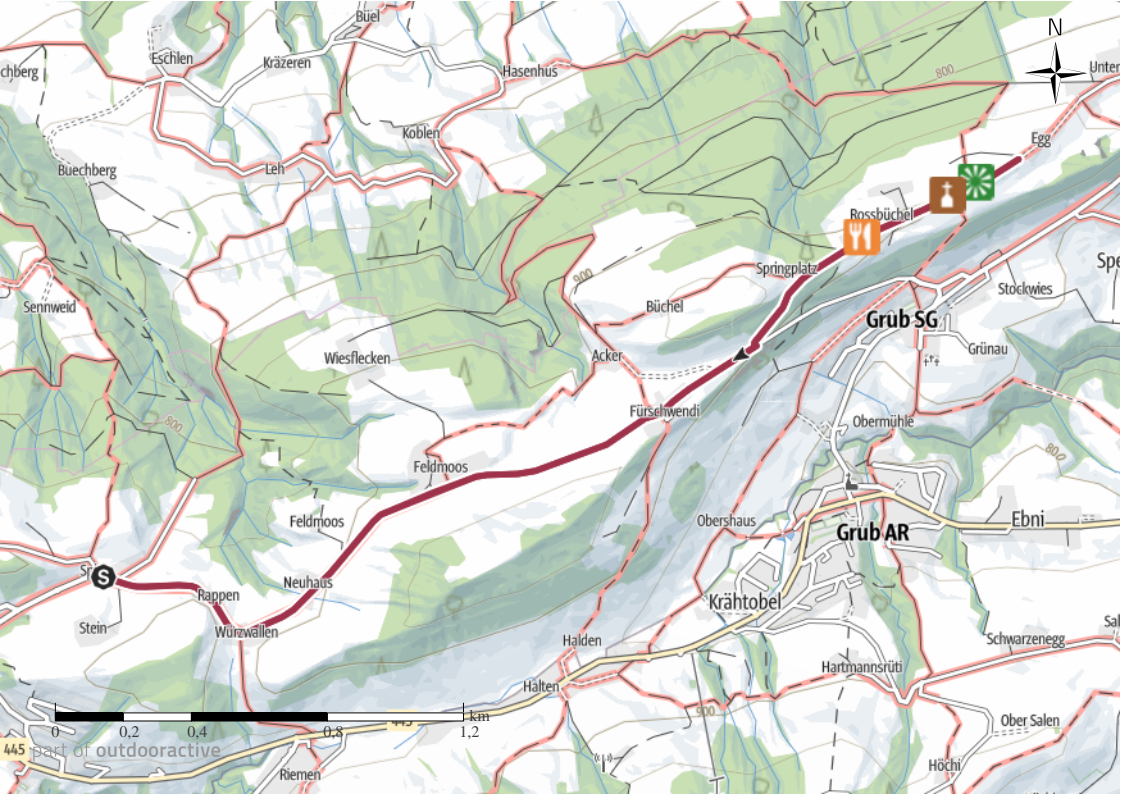 Büel
N
Eschlen
Kräzeren
chberg
Hasenhus
800
Unter
Koblen
Egg
Leh
Buechberg
Rossbüchel
Springplatz
900
Spe
Sennweid
Büchel
Stockwies
Grub SG
Wiesflecken
Acker
Grünau
Fürschwendi
800
Obermühle
Feldmoos
800
Feldmoos
Obershaus
Ebni
Grub AR
S
Neuhaus
Rappen
Krähtobel
Stein
Wurzwallen
Halden
Schwarzenegg
Sal
Hartmannsrüti
Halten
900
km
445
0
0,2
0,4
0,8
1,2
Ober Salen
445
part of outdooractive
Riemen
Höchi